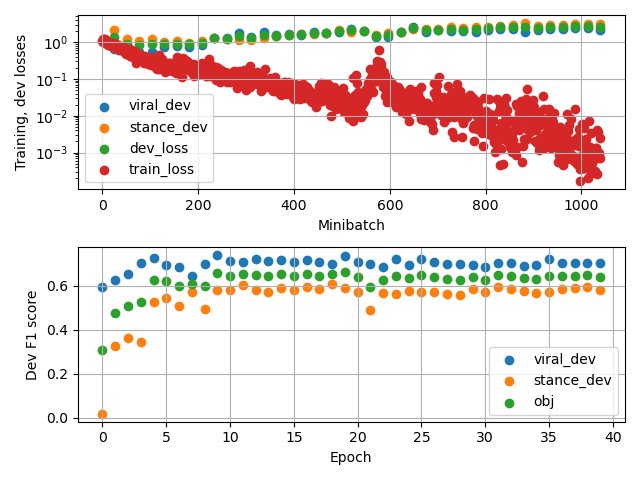 Training, dev losses
10⁰
10⁻¹
10⁻²
10⁻³
viral_dev
stance_dev
dev_loss
train_loss
0 200 400 600 800 1000
Minibatch
Dev F1 score
0.6
0.4
0.2
0.0
viral_dev
stance_dev
obj
0 5 10 15 20 25 30 35 40
Epoch